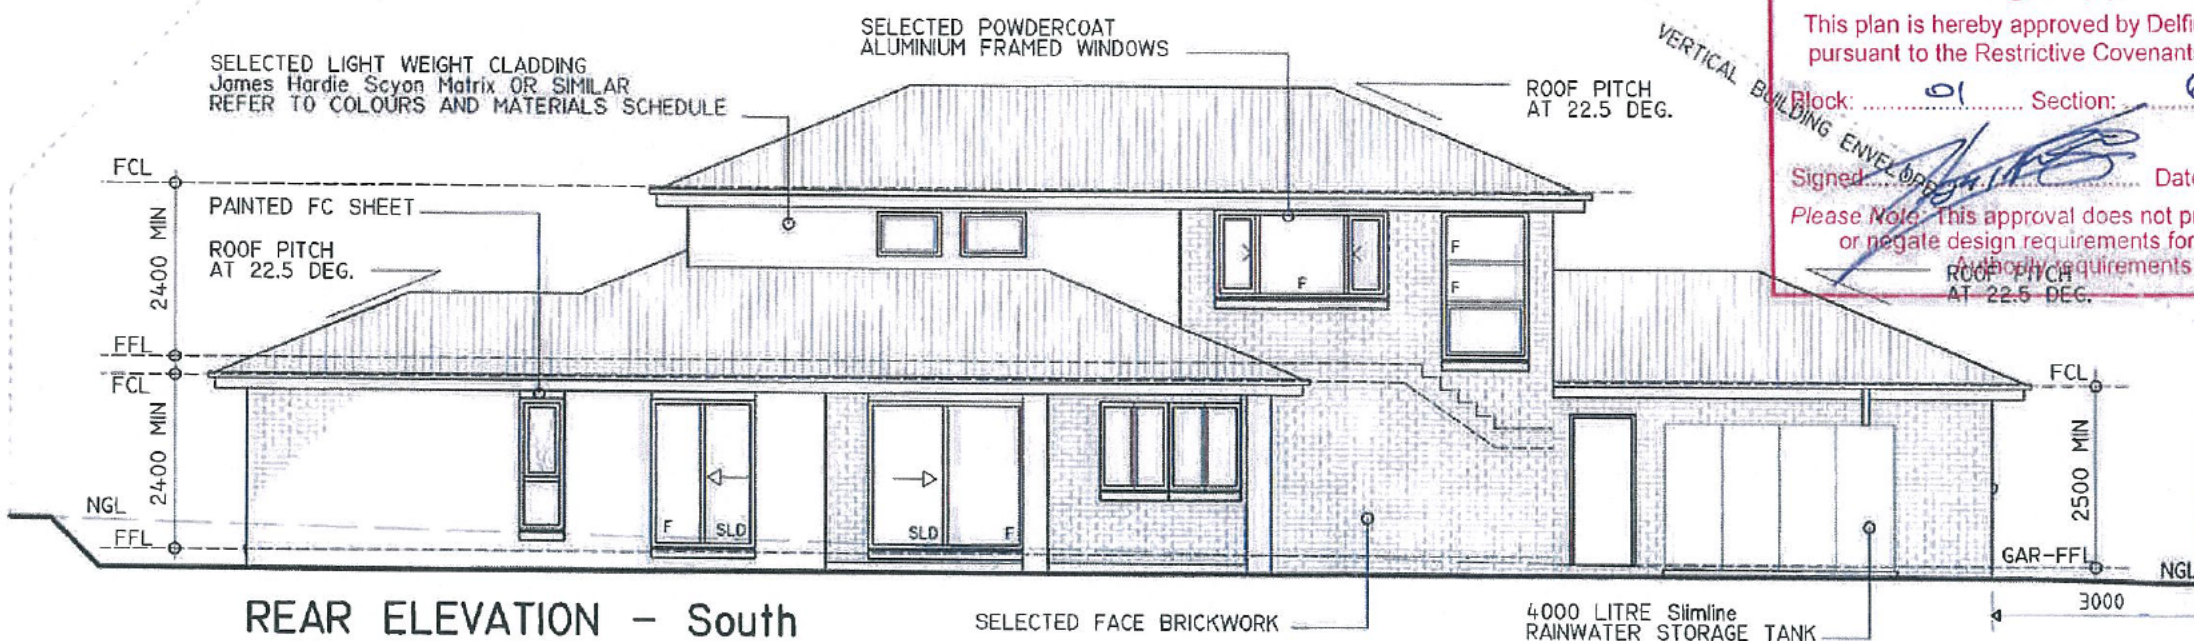 SELECTED POWDERCOAT
ALUMINIUM FRAMED WINDOWS
SELECTED LIGHT WEIGHT CLADDING
James Hardie Scyon Matrix OR SIMILAR
REFER TO COLOURS AND MATERIALS SCHEDULE
ROOF PITCH
AT 22.5 DEG.
VERTICAL BUILDING ENVELOPE
This plan is hereby approved by Delfi
pursuant to the Restrictive Covenants
Block: 01 Section:
Signed Date
Please Note: This approval does not pr
or negate design requirements for
Authority requirements
ROOF PITCH
AT 22.5 DEG.
FCL
2400 MIN
PAINTED FC SHEET
ROOF PITCH
AT 22.5 DEG.
FFL
FCL
2400 MIN
NGL
FFL
F
F
F
F
SLD
SLD
F
FCL
2500 MIN
GAR-FFL
NGL
3000
REAR ELEVATION - South
SELECTED FACE BRICKWORK
4000 LITRE Slimline
RAINWATER STORAGE TANK